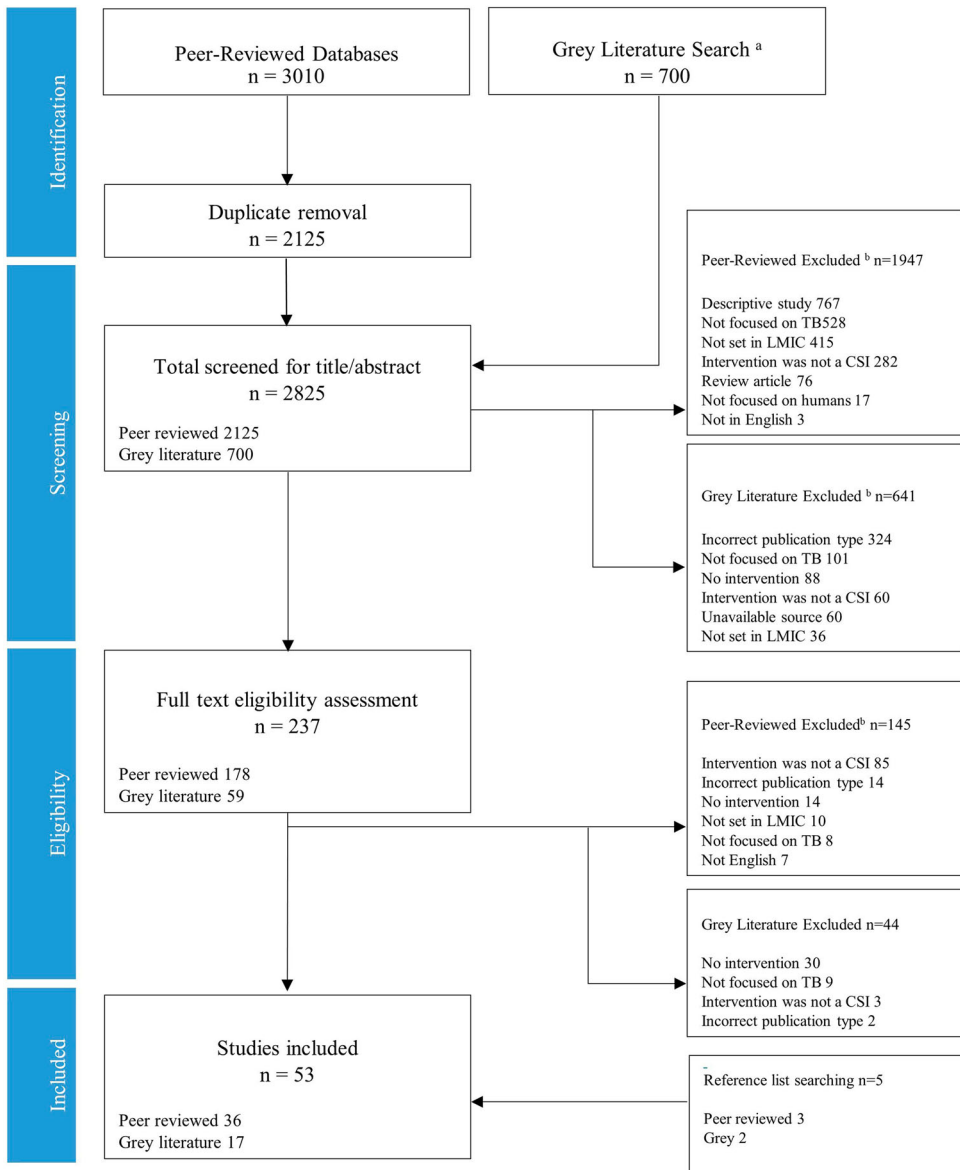 Identification
Peer-Reviewed Databases
n = 3010
Grey Literature Search a
n = 700
Duplicate removal
n = 2125
Screening
Total screened for title/abstract
n = 2825
Peer reviewed 2125
Grey literature 700
Peer-Reviewed Excluded b n=1947
Descriptive study 767
Not focused on TB528
Not set in LMIC 415
Intervention was not a CSI 282
Review article 76
Not focused on humans 17
Not in English 3
Grey Literature Excluded b n=641
Incorrect publication type 324
Not focused on TB 101
No intervention 88
Intervention was not a CSI 60
Unavailable source 60
Not set in LMIC 36
Eligibility
Full text eligibility assessment
n = 237
Peer reviewed 178
Grey literature 59
Peer-Reviewed Excludedb n=145
Intervention was not a CSI 85
Incorrect publication type 14
No intervention 14
Not set in LMIC 10
Not focused on TB 8
Not English 7
Grey Literature Excluded n=44
No intervention 30
Not focused on TB 9
Intervention was not a CSI 3
Incorrect publication type 2
Included
Studies included
n = 53
Peer reviewed 36
Grey literature 17
Reference list searching n=5
Peer reviewed 3
Grey 2